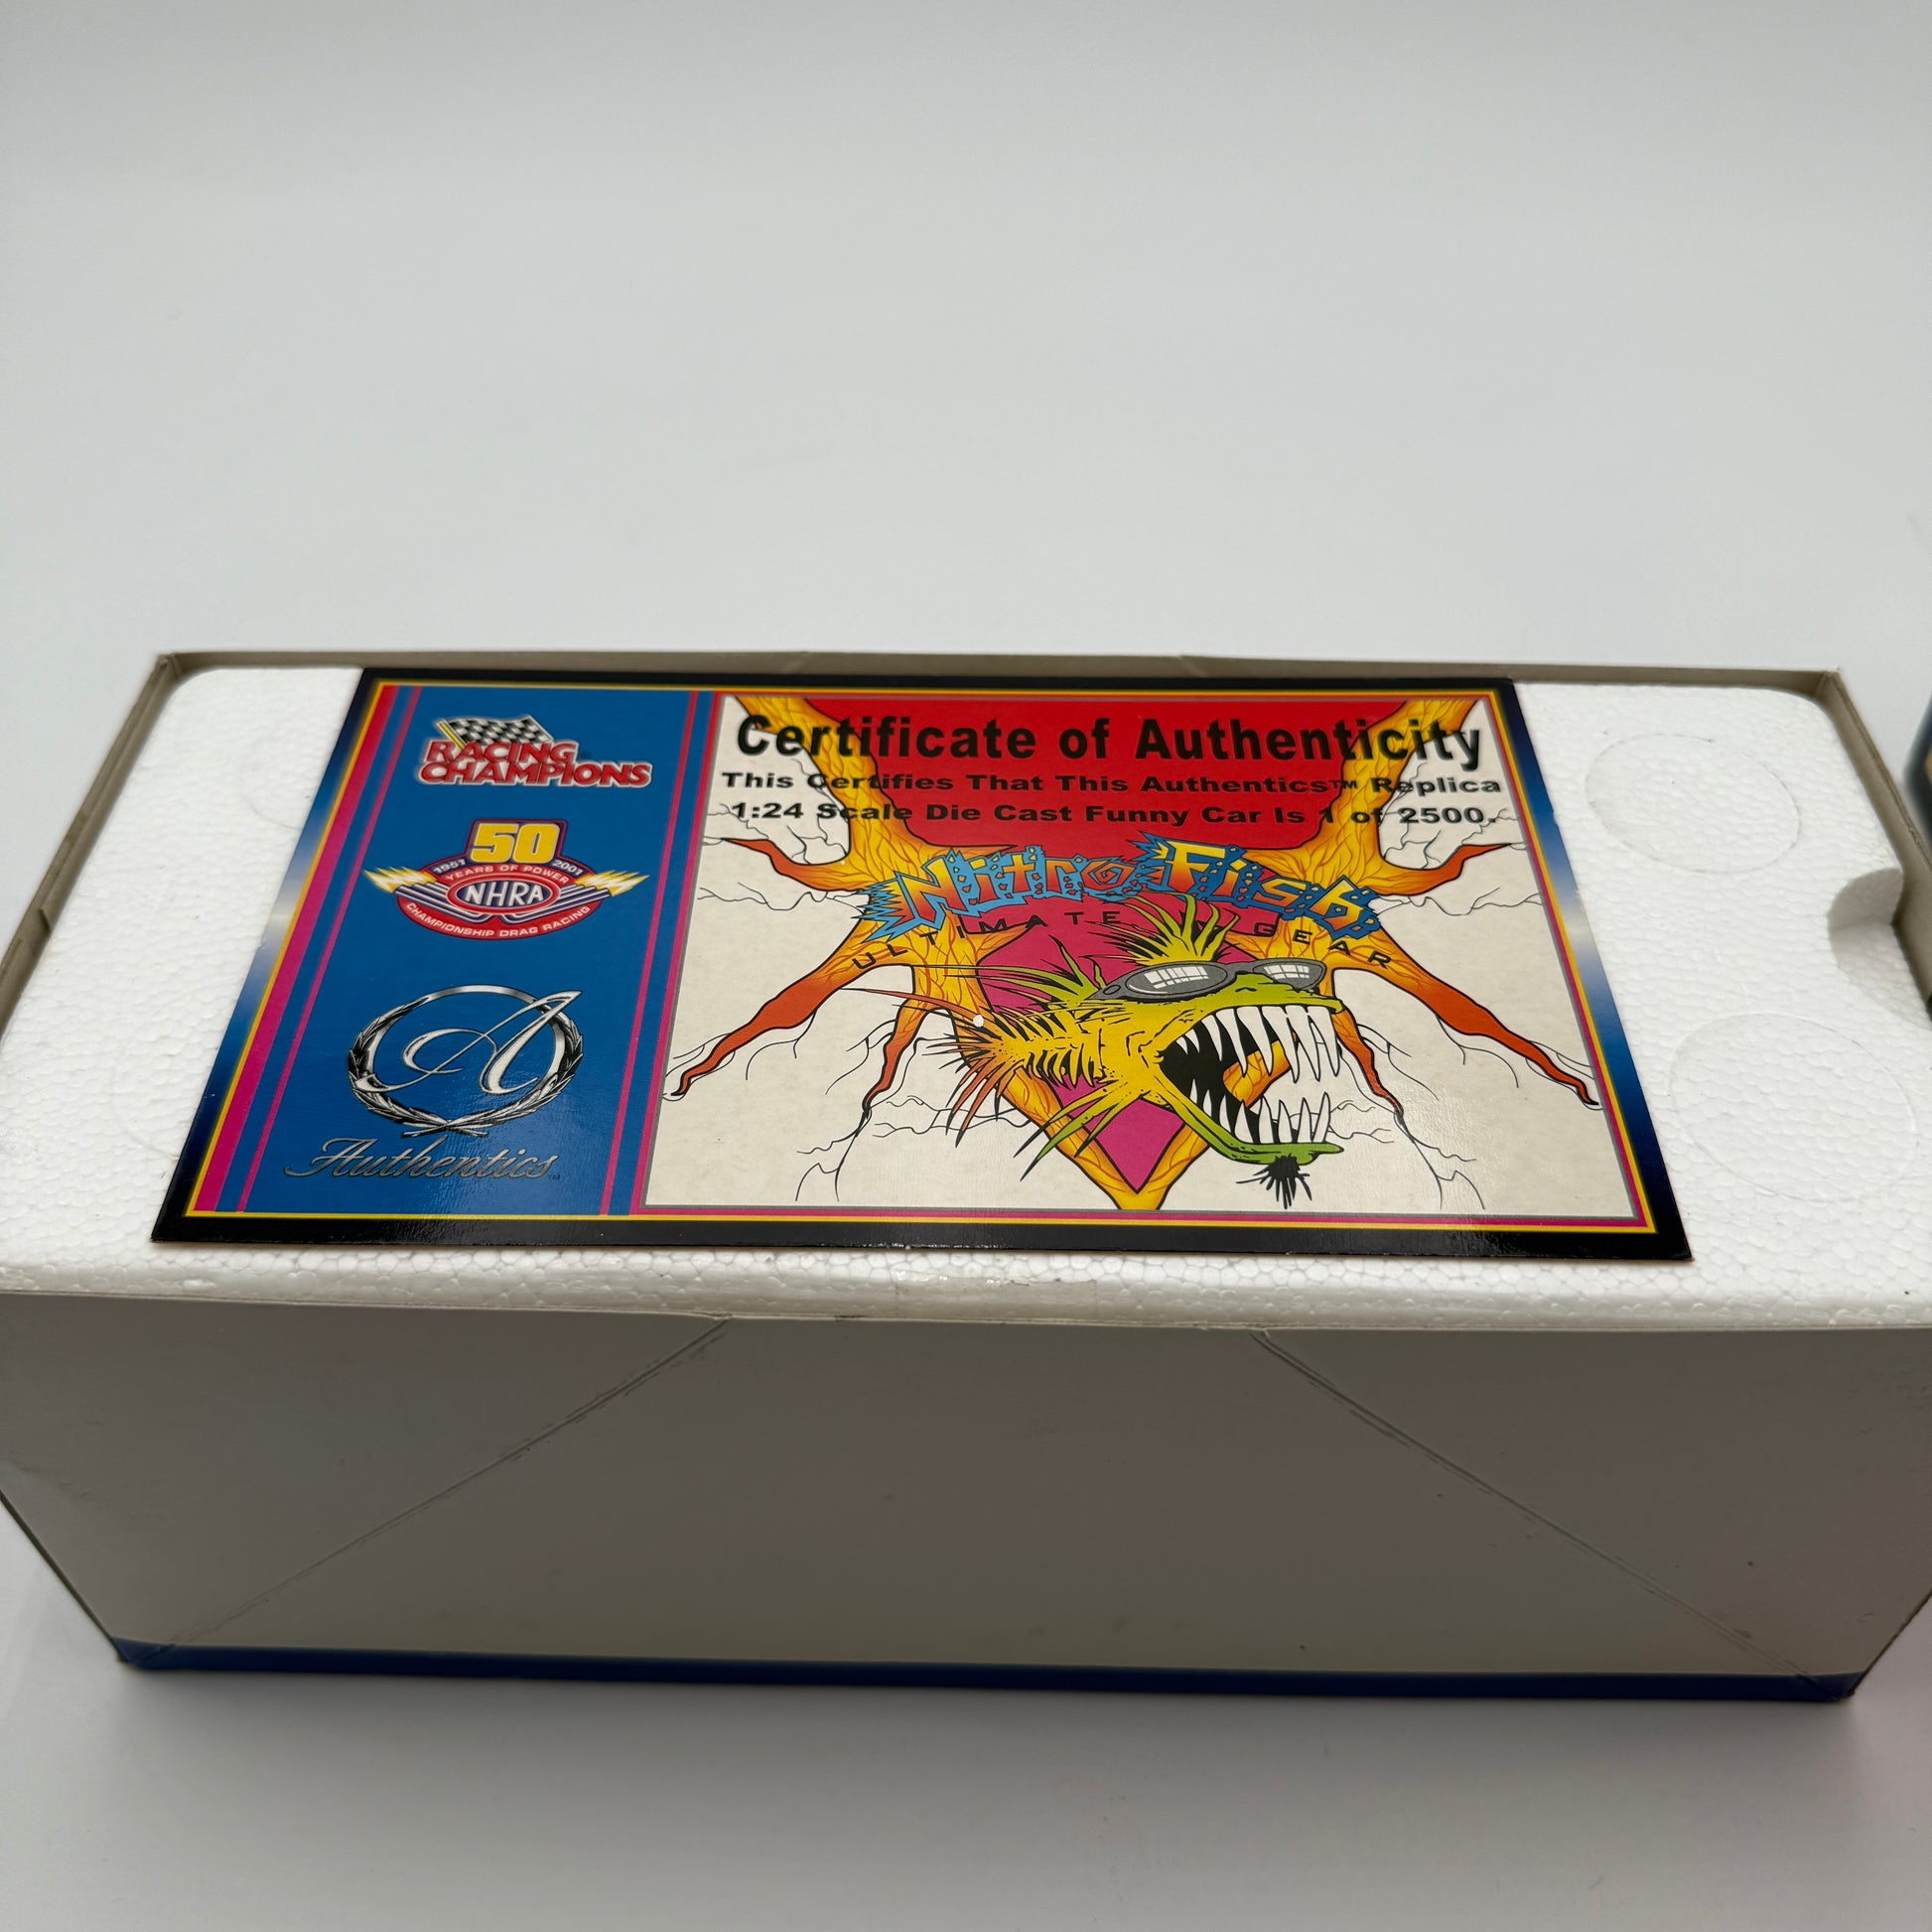 RACING
CHAMPIONS
50
1951 2001
YEARS OF POWER
NHRA
CHAMPIONSHIP DRAG RACING
A
Authentics™
Certificate of Authenticity
This Certifies That This Authentics™ Replica
1:24 Scale Die Cast Funny Car Is 1 of 2500.
Nitro Fish
ULTIMATE GEAR